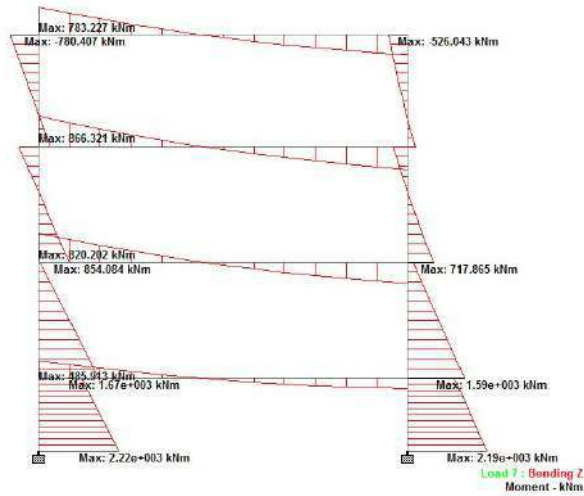 Max: 783.227 kNm
Max: -780.407 kNm
Max: -526.043 kNm
Max: 866.321 kNm
Max: 820.202 kNm
Max: 854.084 kNm
Max: 717.865 kNm
Max: 485.913 kNm
Max: 1.67e+003 kNm
Max: 1.59e+003 kNm
Max: 2.22e+003 kNm
Max: 2.19e+003 kNm
Load 7 : Bending Z
Moment - kNm